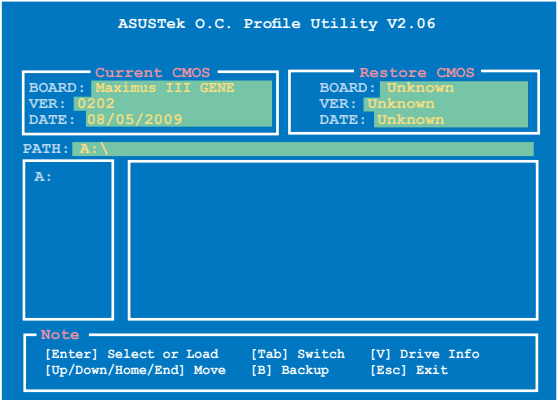 ASUSTek O.C. Profile Utility V2.06
Current CMOS
BOARD: Maximus III GENE
VER: 0202
DATE: 08/05/2009
Restore CMOS
BOARD: Unknown
VER: Unknown
DATE: Unknown
PATH: A:\
A:
Note
[Enter] Select or Load [Tab] Switch [V] Drive Info
[Up/Down/Home/End] Move [B] Backup [Esc] Exit